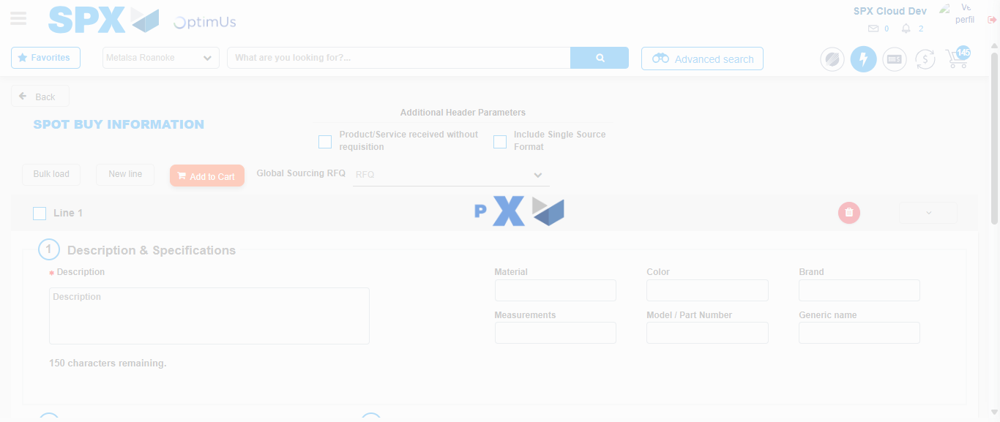 SPX
OptimUs
SPX Cloud Dev
Ve
perfil
0
2
Favorites
Metalsa Roanoke
What are you looking for?...
Advanced search
$
145
Back
SPOT BUY INFORMATION
Additional Header Parameters
Product/Service received without
requisition
Include Single Source
Format
Bulk load
New line
Add to Cart
Global Sourcing RFQ
RFQ
Line 1
P X
1
Description & Specifications
* Description
Description
150 characters remaining.
Material
Color
Brand
Measurements
Model / Part Number
Generic name